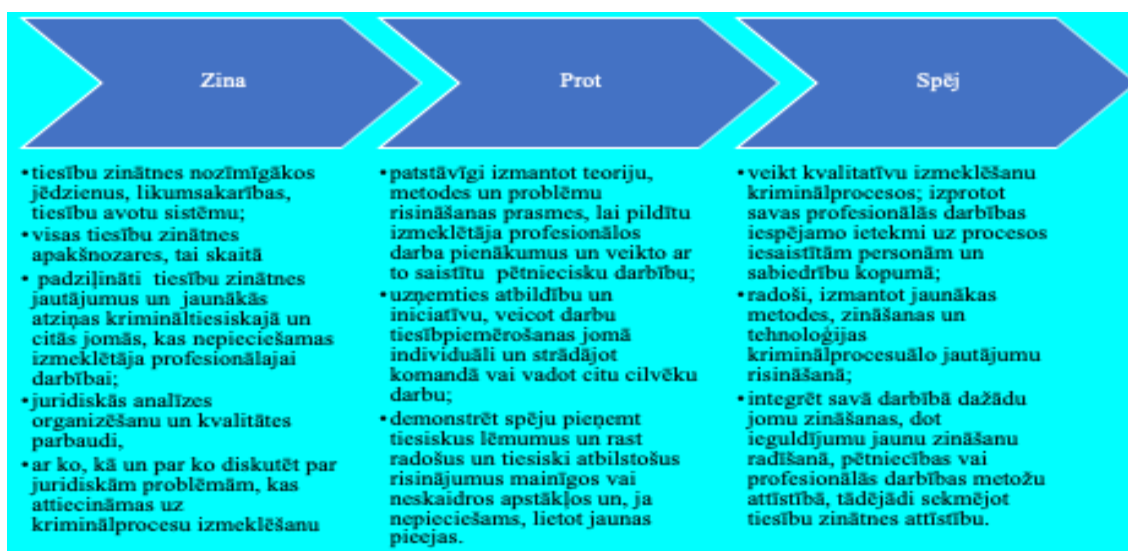 Zina
Prot
Spēj
•tiesību zinātnes nozīmīgākos
jēdzienus, likumsakarības,
tiesību avotu sistēmu;
•visas tiesību zinātnes
apakšnozares, tai skaitā
• padziļināti tiesību zinātnes
jautājumus un jaunākās
atziņas krimināltiesiskajā un
citās jomās, kas nepieciešamas
izmeklētāja profesionālajai
darbībai;
•juridiskās analīzes
organizēšanu un kvalitātes
parbaudi,
•ar ko, kā un par ko diskutēt par
juridiskām problēmām, kas
attiecināmas uz
kriminālprocesu izmeklēšanu
•patstāvīgi izmantot teoriju,
metodes un problēmu
risināšanas prasmes, lai pildītu
izmeklētāja profesionālos
darba pienākumus un veikto ar
to saistītu pētniecisku darbību;
•uzņemties atbildību un
iniciatīvu, veicot darbu
tiesībpiemērošanas jomā
individuāli un strādājot
komandā vai vadot citu cilvēku
darbu;
•demonstrēt spēju pieņemt
tiesiskus lēmumus un rast
radošus un tiesiski atbilstošus
risinājumus mainīgos vai
neskaidros apstākļos un, ja
nepieciešams, lietot jaunas
pieejas.
•veikt kvalitatīvu izmeklēšanu
kriminālprocesos; izprotot
savas profesionālās darbības
iespējamo ietekmi uz procesos
iesaistītām personām un
sabiedrību kopumā;
•radoši, izmantot jaunākas
metodes, zināšanas un
tehnoloģijas
kriminālprocesuālo jautājumu
risināšanā;
•integrēt savā darbībā dažādu
jomu zināšanas, dot
ieguldījumu jaunu zināšanu
radīšanā, pētniecības vai
profesionālās darbības metožu
attīstībā, tādējādi sekmējot
tiesību zinātnes attīstību.